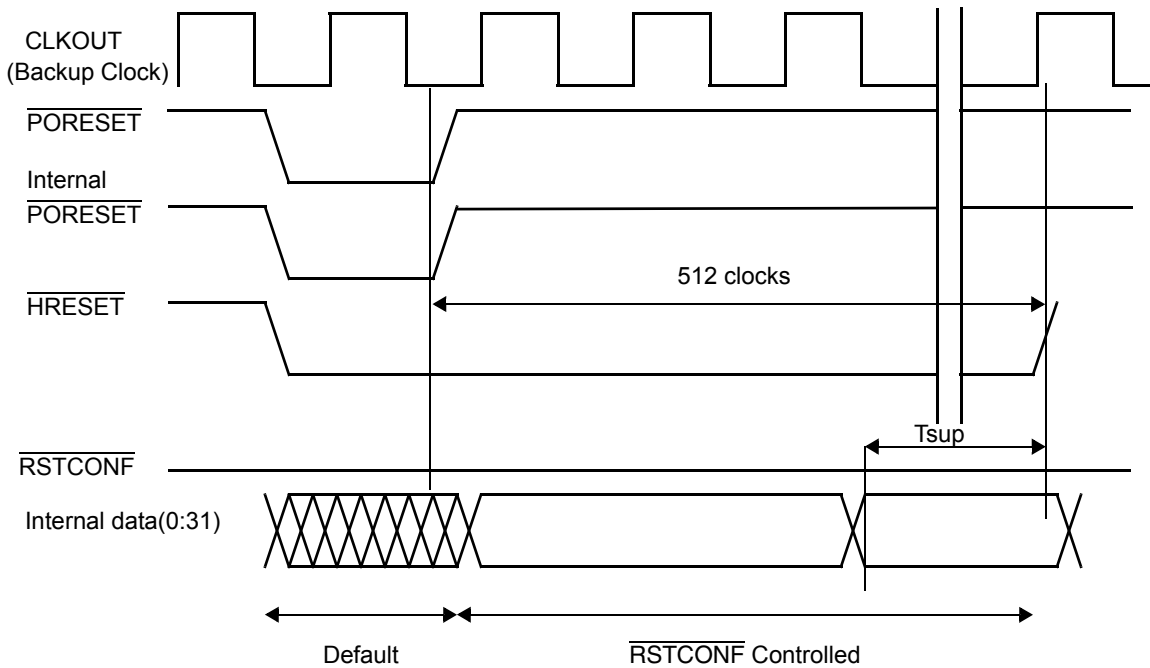 CLKOUT
(Backup Clock)
PORESET
Internal
PORESET
512 clocks
HRESET
Tsup
RSTCONF
Internal data(0:31)
Default
RSTCONF Controlled